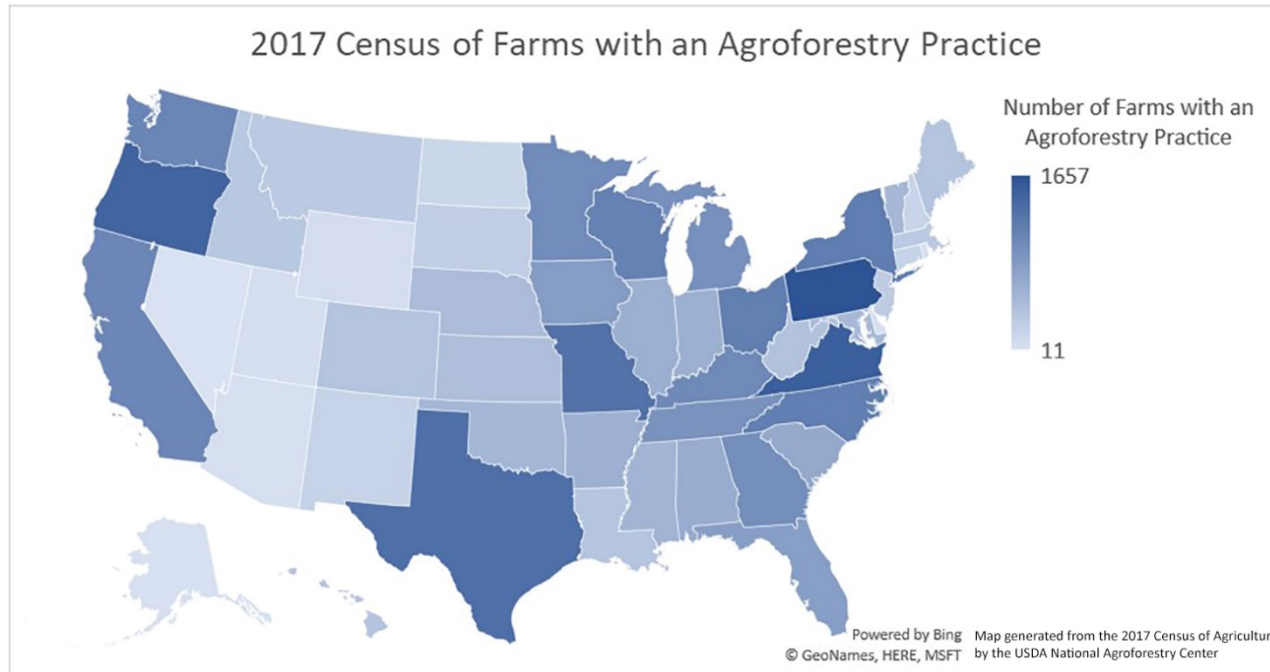 2017 Census of Farms with an Agroforestry Practice
Number of Farms with an
Agroforestry Practice
1657
11
Powered by Bing
© GeoNames, HERE, MSFT
Map generated from the 2017 Census of Agricultur
by the USDA National Agroforestry Center